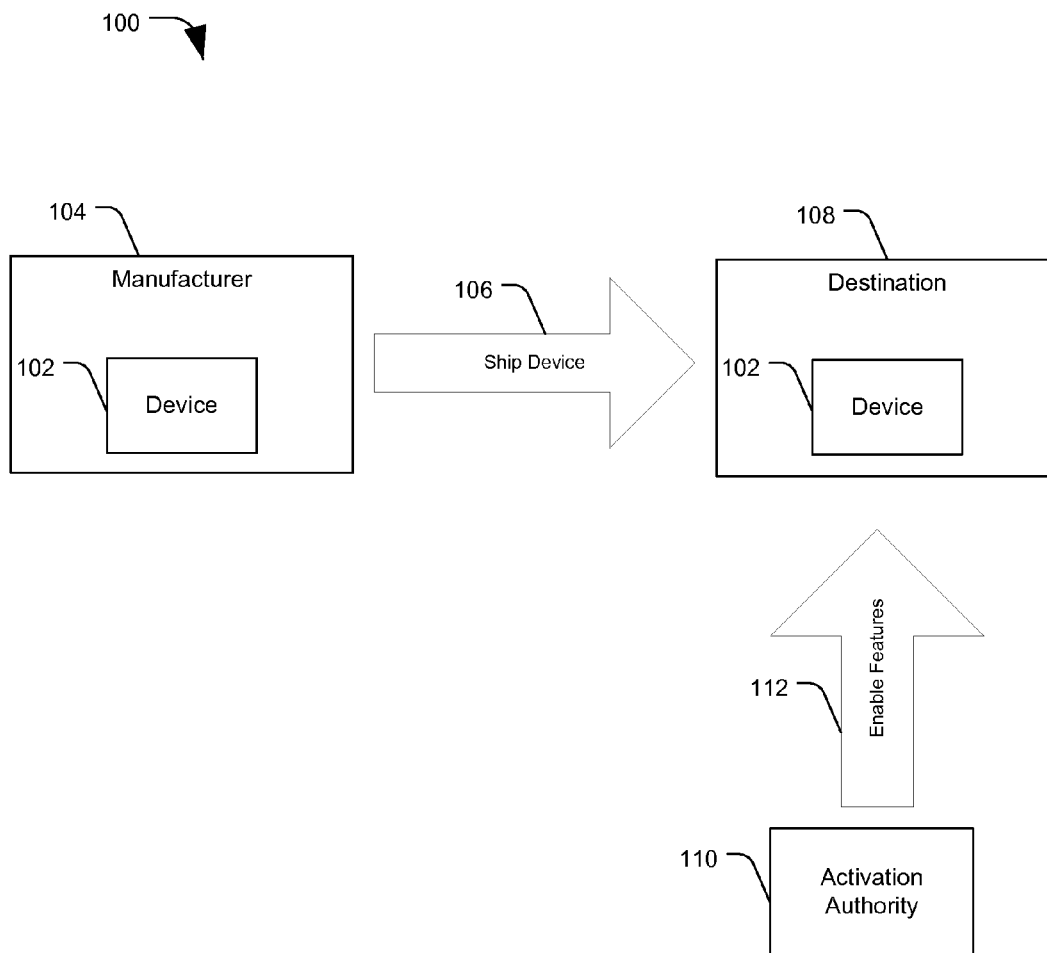 100
104
Manufacturer
102
Device
106
Ship Device
108
Destination
102
Device
112
Enable Features
110
Activation
Authority